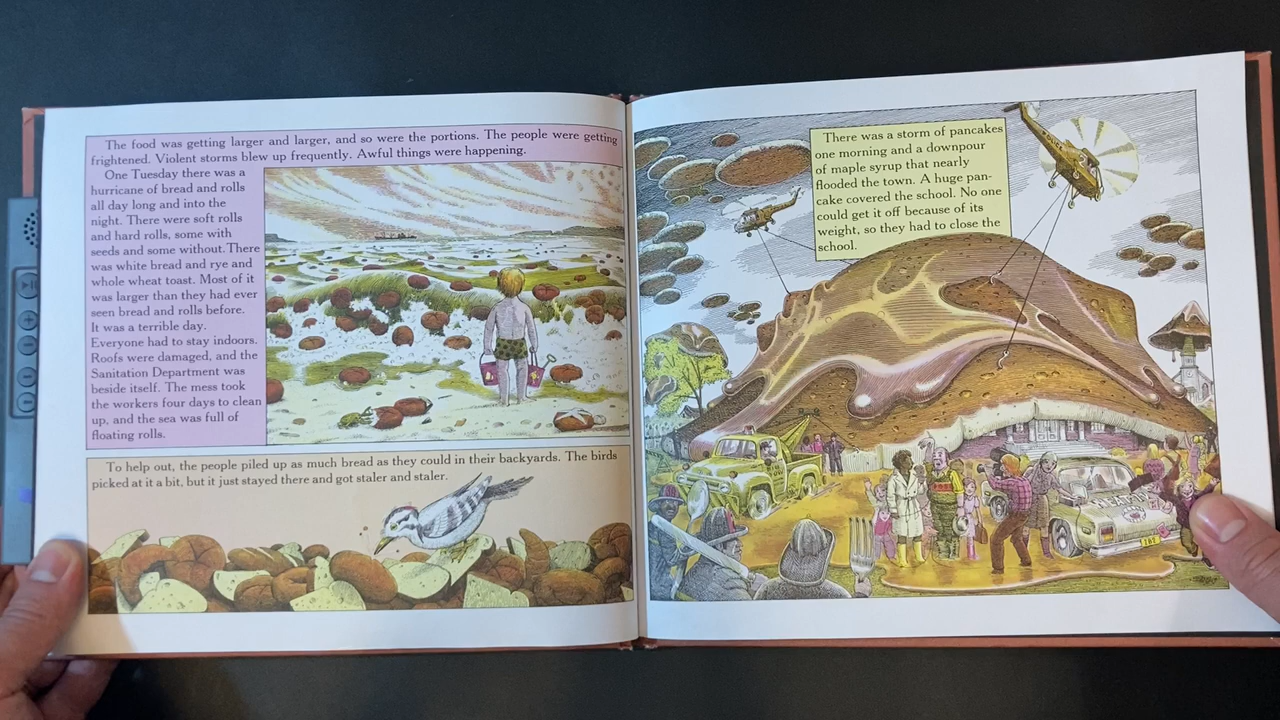 The food was getting larger and larger, and so were the portions. The people were getting
frightened. Violent storms blew up frequently. Awful things were happening.
One Tuesday there was a
hurricane of bread and rolls
all day long and into the
night. There were soft rolls
and hard rolls, some with
seeds and some without. There
was white bread and rye and
whole wheat toast. Most of it
was larger than they had ever
seen bread and rolls before.
It was a terrible day.
Everyone had to stay indoors.
Roofs were damaged, and the
Sanitation Department was
beside itself. The mess took
the workers four days to clean
up, and the sea was full of
floating rolls.
To help out, the people piled up as much bread as they could in their backyards. The birds
picked at it a bit, but it just stayed there and got staler and staler.
There was a storm of pancakes
one morning and a downpour
of maple syrup that nearly
flooded the town. A huge pan-
cake covered the school. No one
could get it off because of its
weight, so they had to close the
school.